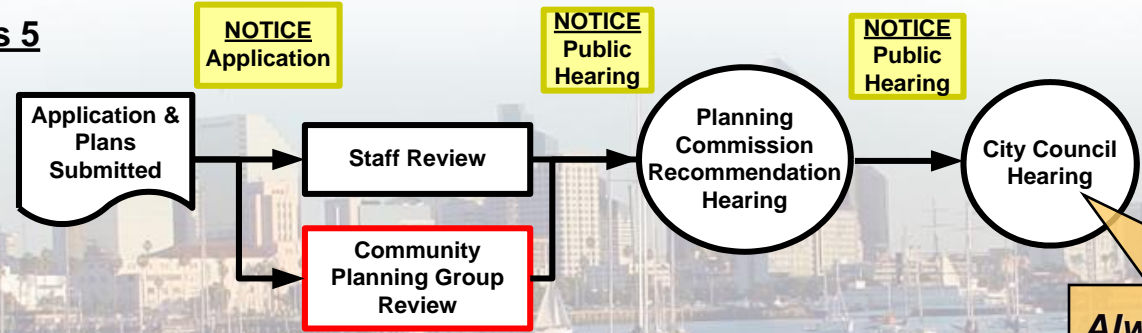 s 5
NOTICE
Application
NOTICE
Public
Hearing
NOTICE
Public
Hearing
Application &
Plans
Submitted
Staff Review
Community
Planning Group
Review
Planning
Commission
Recommendation
Hearing
City Council
Hearing
Alw